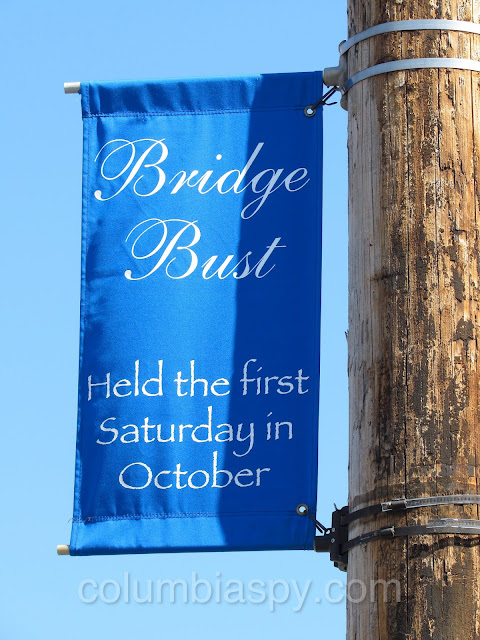 Bridge
Bust
Held the first
Saturday in
October
columbiaspy.com